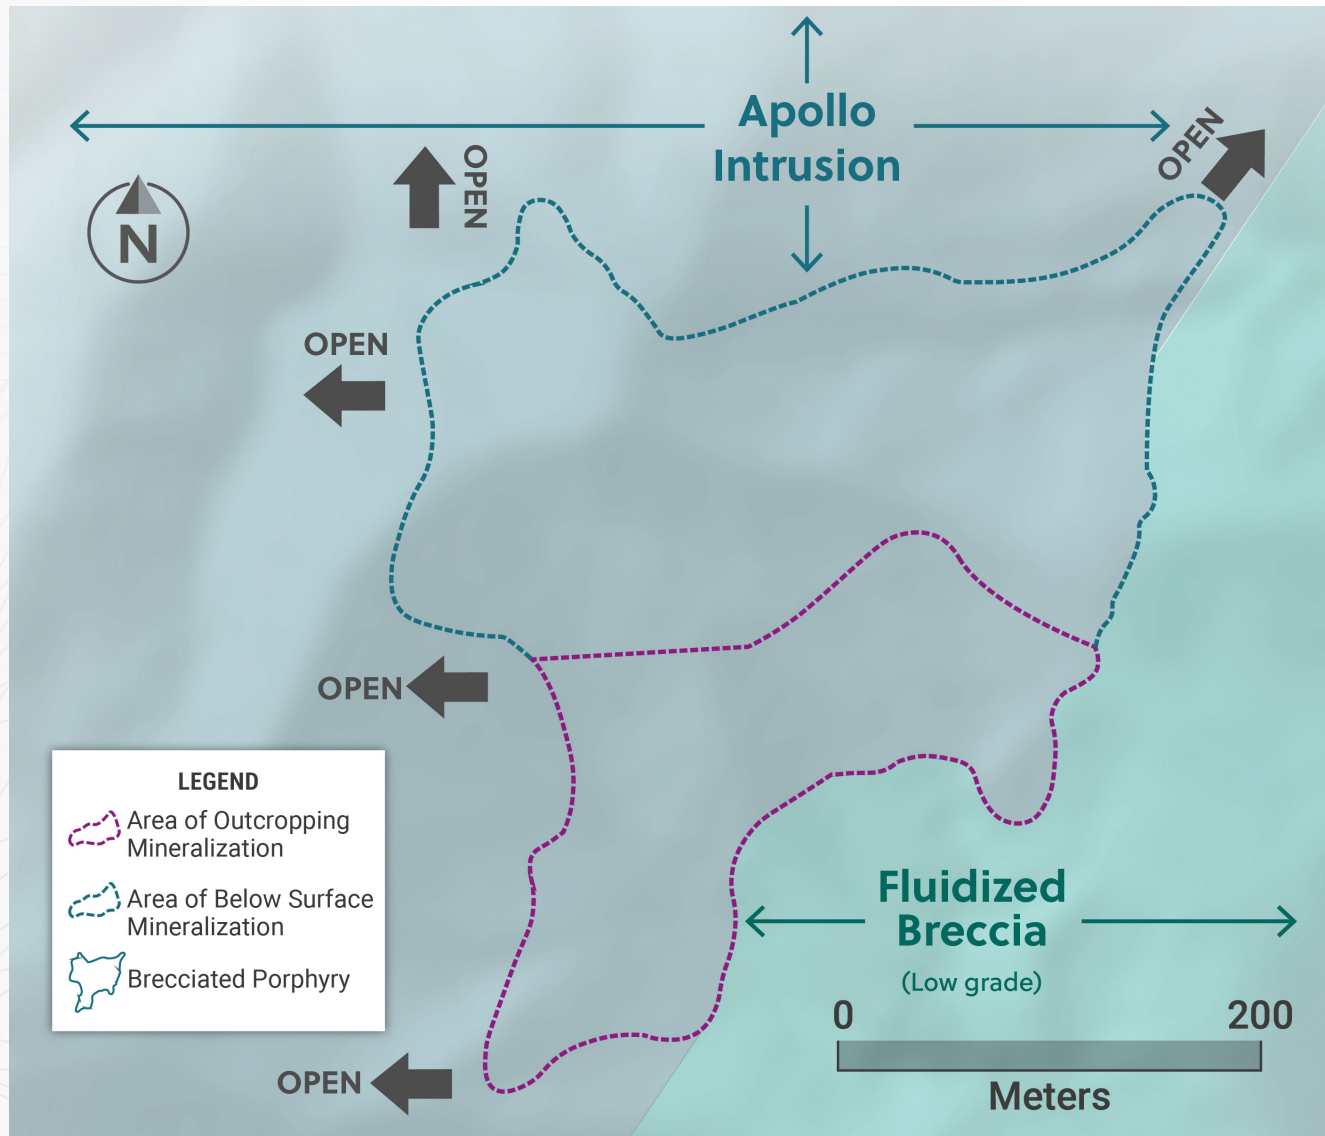 Apollo
Intrusion
OPEN
OPEN
N
OPEN
OPEN
LEGEND
Area of Outcropping
Mineralization
Area of Below Surface
Mineralization
Brecciated Porphyry
Fluidized
Breccia
(Low grade)
0 200
Meters
OPEN